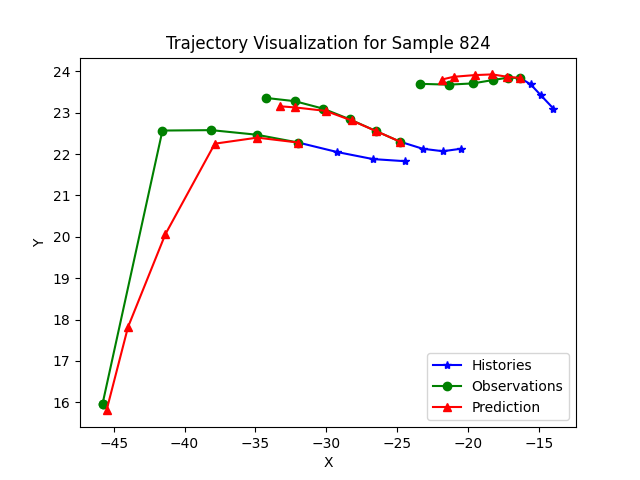 Trajectory Visualization for Sample 824
24
23
22
21
20
19
18
17
16
Y
−45
−40
−35
−30
−25
−20
−15
X
Histories
Observations
Prediction